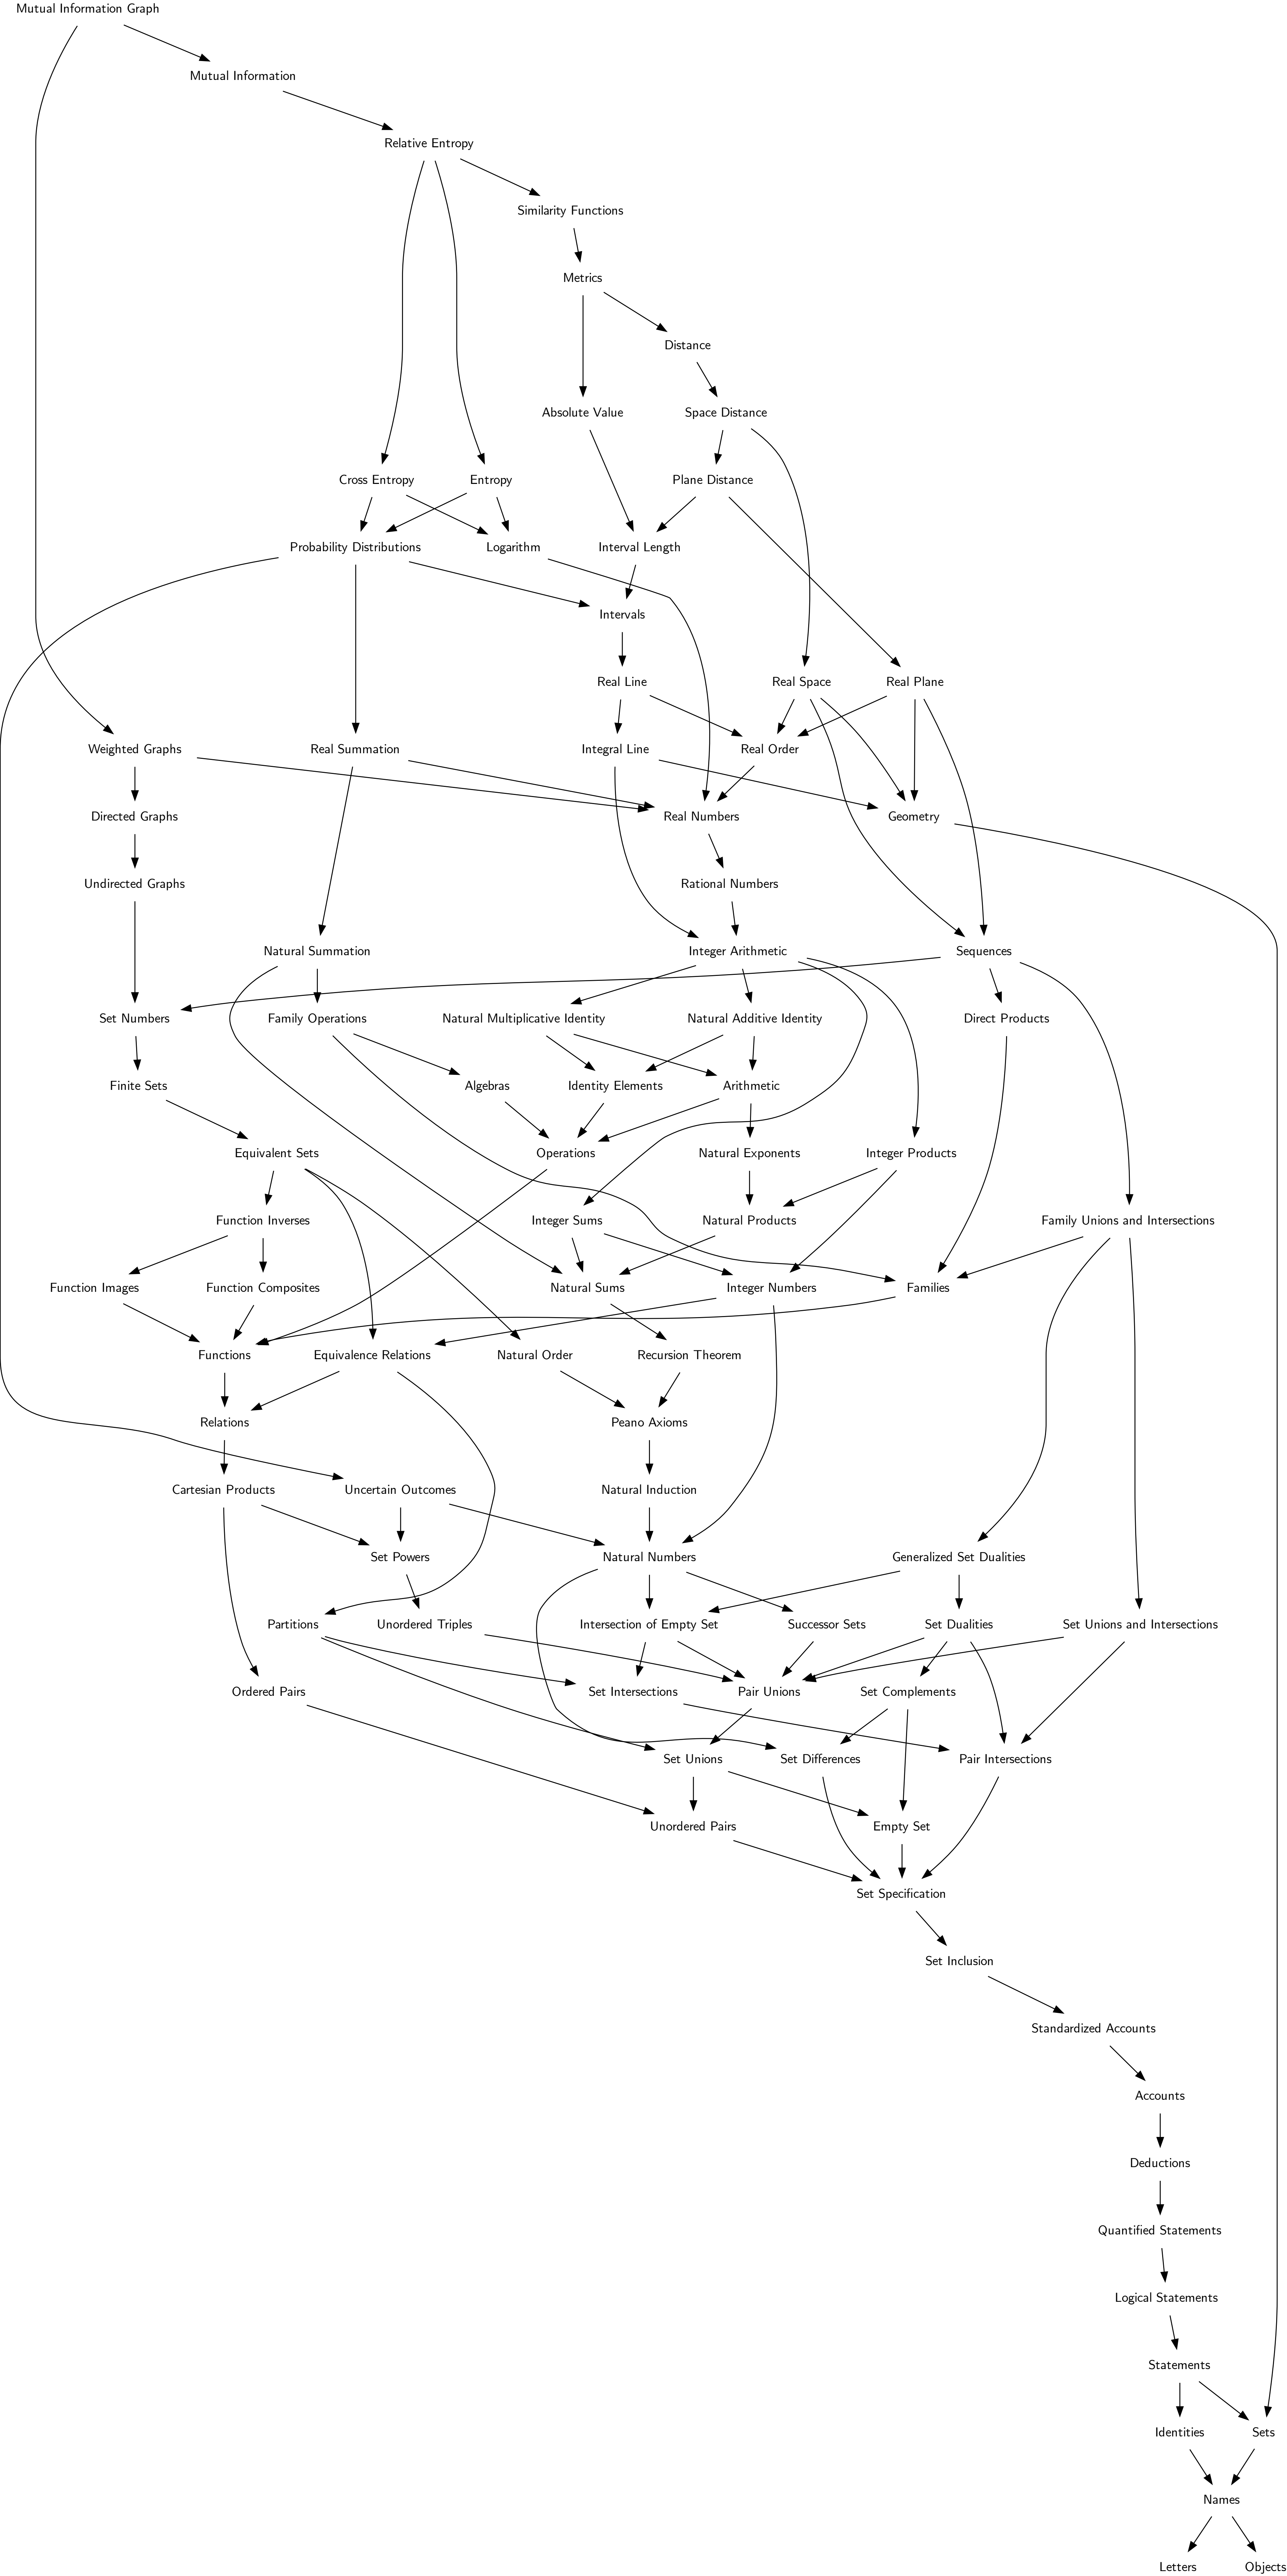 Mutual Information Graph
Mutual Information
Relative Entropy
Similarity Functions
Metrics
Distance
Absolute Value
Space Distance
Cross Entropy
Entropy
Plane Distance
Probability Distributions
Logarithm
Interval Length
Intervals
Real Line
Real Space
Real Plane
Weighted Graphs
Real Summation
Integral Line
Real Order
Directed Graphs
Real Numbers
Geometry
Undirected Graphs
Rational Numbers
Natural Summation
Integer Arithmetic
Sequences
Set Numbers
Family Operations
Natural Multiplicative Identity
Natural Additive Identity
Direct Products
Finite Sets
Algebras
Identity Elements
Arithmetic
Equivalent Sets
Operations
Natural Exponents
Integer Products
Function Inverses
Integer Sums
Natural Products
Family Unions and Intersections
Function Images
Function Composites
Natural Sums
Integer Numbers
Families
Functions
Equivalence Relations
Natural Order
Recursion Theorem
Relations
Peano Axioms
Cartesian Products
Uncertain Outcomes
Natural Induction
Set Powers
Natural Numbers
Generalized Set Dualities
Partitions
Unordered Triples
Intersection of Empty Set
Successor Sets
Set Dualities
Set Unions and Intersections
Ordered Pairs
Set Intersections
Pair Unions
Set Complements
Set Unions
Set Differences
Pair Intersections
Unordered Pairs
Empty Set
Set Specification
Set Inclusion
Standardized Accounts
Accounts
Deductions
Quantified Statements
Logical Statements
Statements
Identities
Sets
Names
Letters
Objects